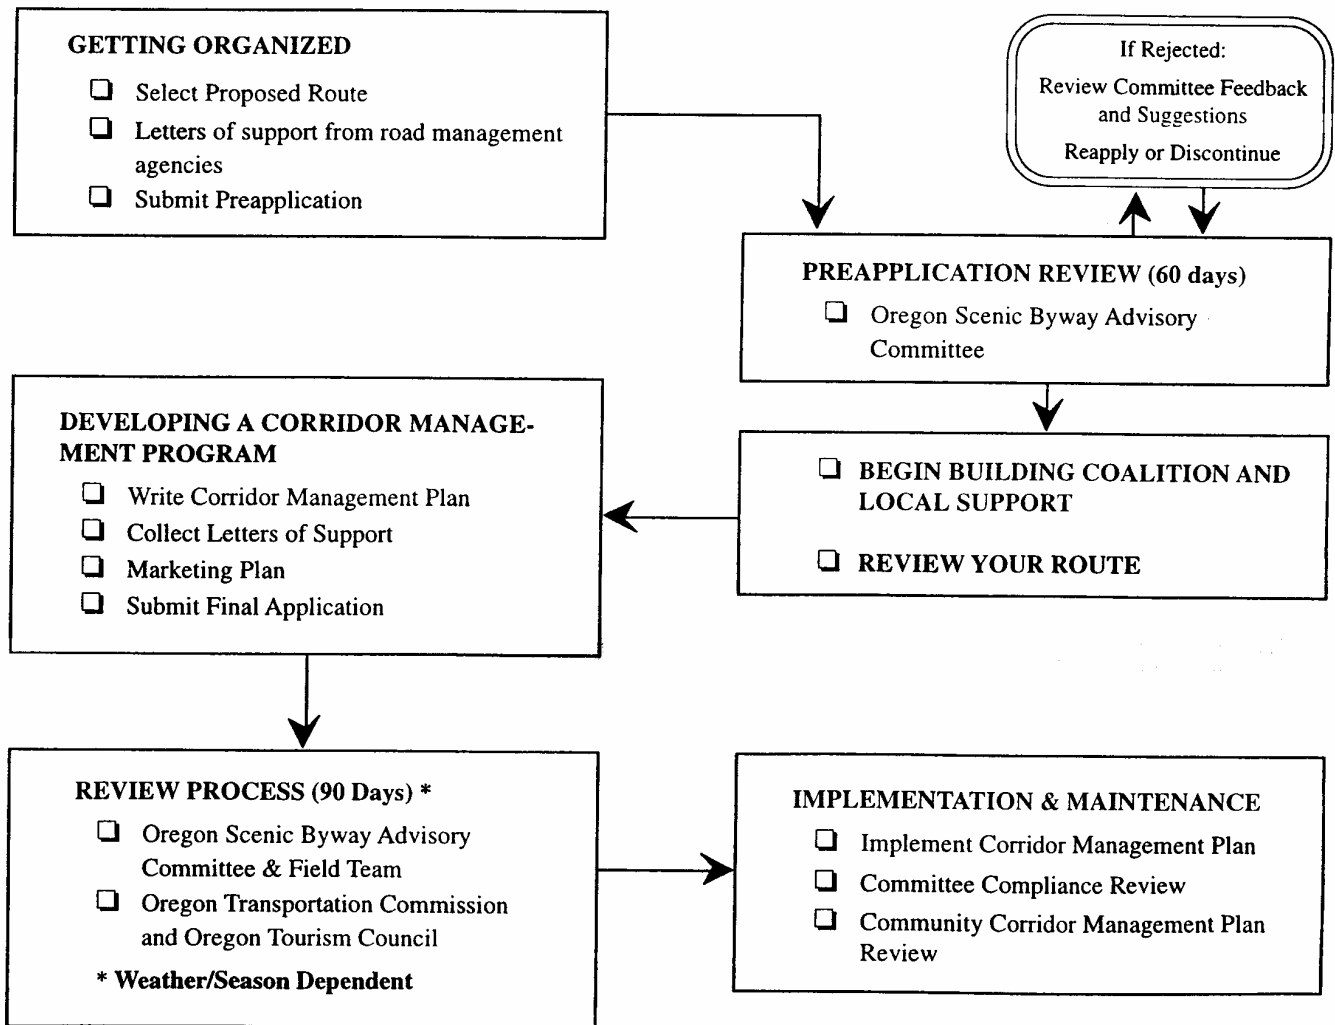 GETTING ORGANIZED
❏ Select Proposed Route
❏ Letters of support from road management
agencies
❏ Submit Preapplication
If Rejected:
Review Committee Feedback
and Suggestions
Reapply or Discontinue
PREAPPLICATION REVIEW (60 days)
❏ Oregon Scenic Byway Advisory
Committee
❏ BEGIN BUILDING COALITION AND
LOCAL SUPPORT
❏ REVIEW YOUR ROUTE
DEVELOPING A CORRIDOR MANAGE-
MENT PROGRAM
❏ Write Corridor Management Plan
❏ Collect Letters of Support
❏ Marketing Plan
❏ Submit Final Application
REVIEW PROCESS (90 Days) *
❏ Oregon Scenic Byway Advisory
Committee & Field Team
❏ Oregon Transportation Commission
and Oregon Tourism Council
* Weather/Season Dependent
IMPLEMENTATION & MAINTENANCE
❏ Implement Corridor Management Plan
❏ Committee Compliance Review
❏ Community Corridor Management Plan
Review